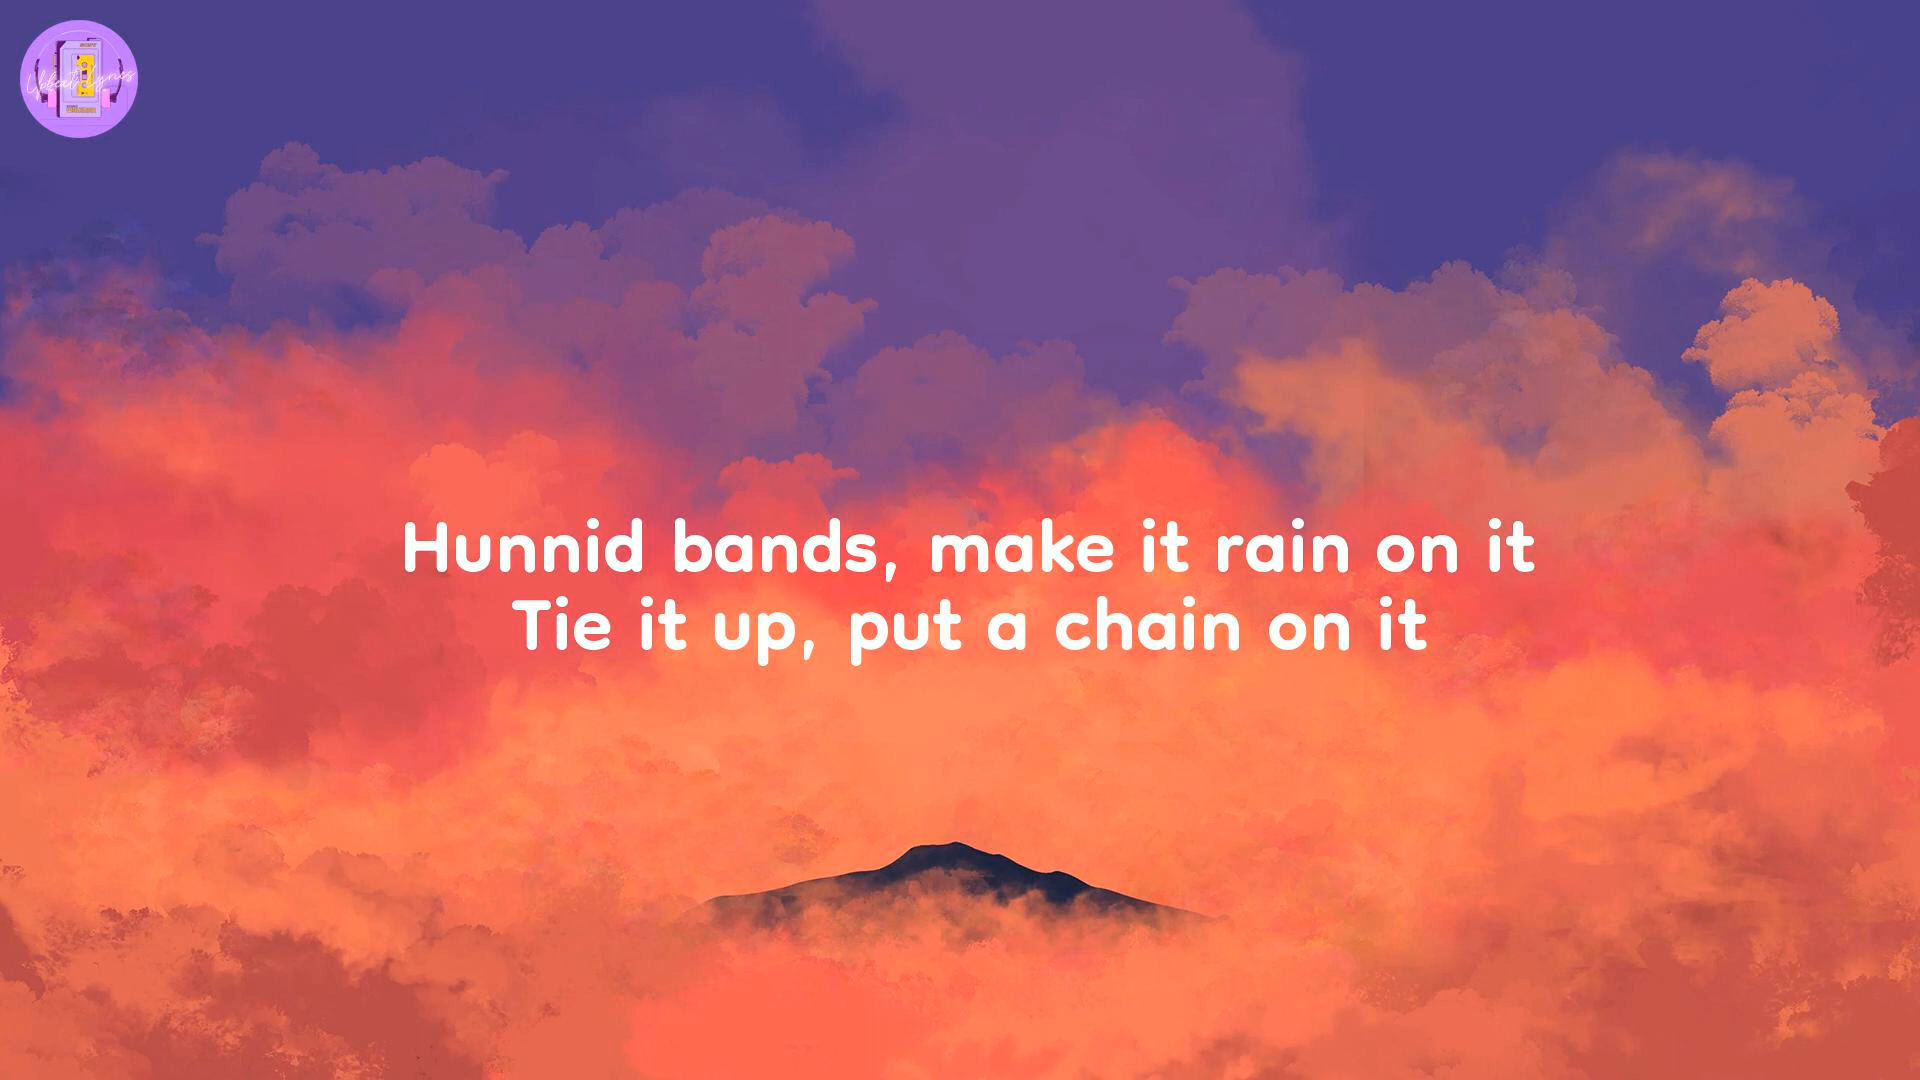 Hunnid bands, make it rain on it
Tie it up, put a chain on it